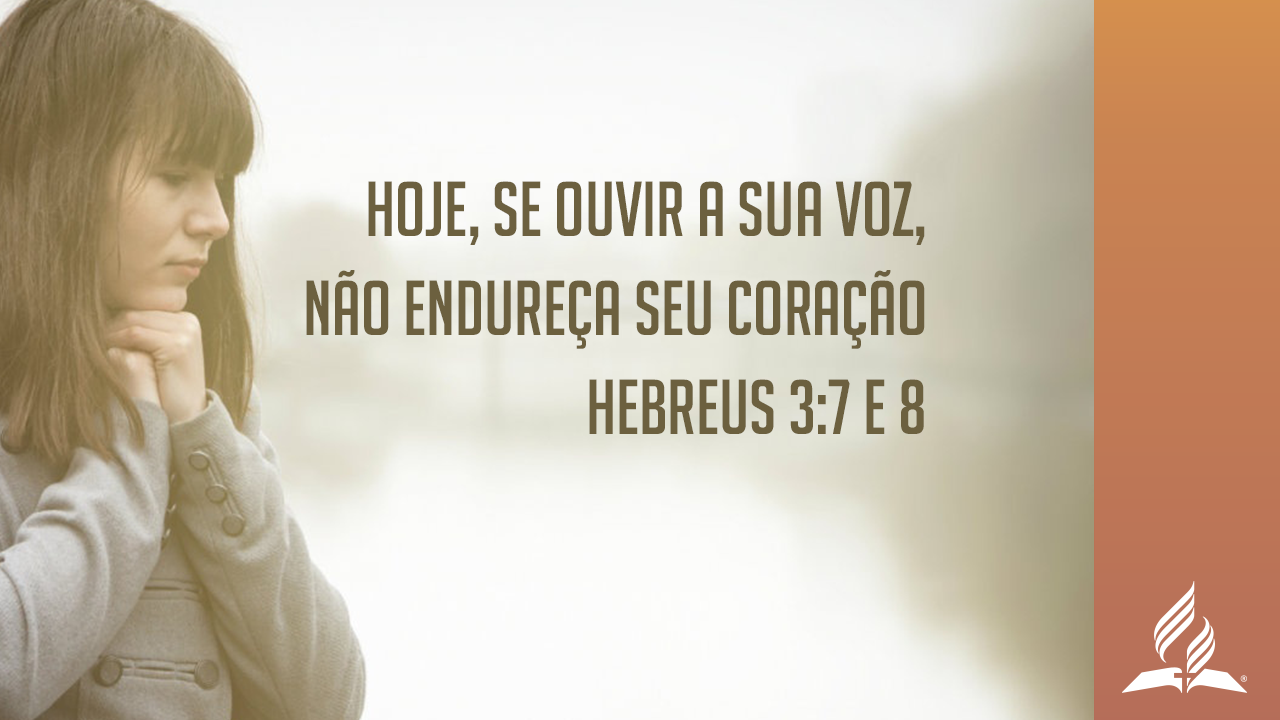 HOJE, SE OUVIR A SUA VOZ,
NÃO ENDUREÇA SEU CORAÇÃO
HEBREUS 3:7 E 8
®